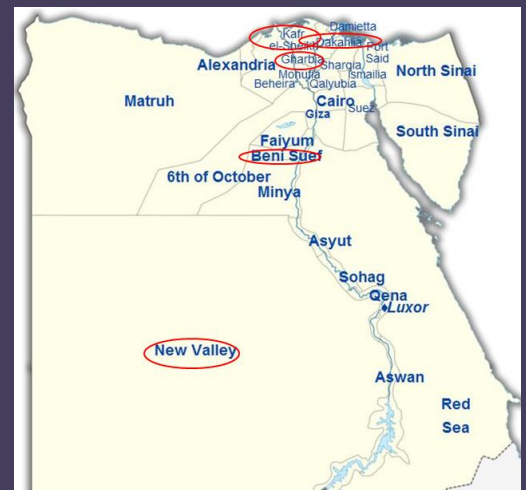 Damietta
Kafr
el-Sheikh
Dakahlia
Port
Said
Gharbia
Alexandria
Sharqia
North Sinai
Monufia
Ismailia
Beheira
Qalyubia
Matruh
Cairo
Suez
Giza
South Sinai
Faiyum
Beni Suef
6th of October
Minya
Asyut
Sohag
Qena
Luxor
New Valley
Aswan
Red
Sea